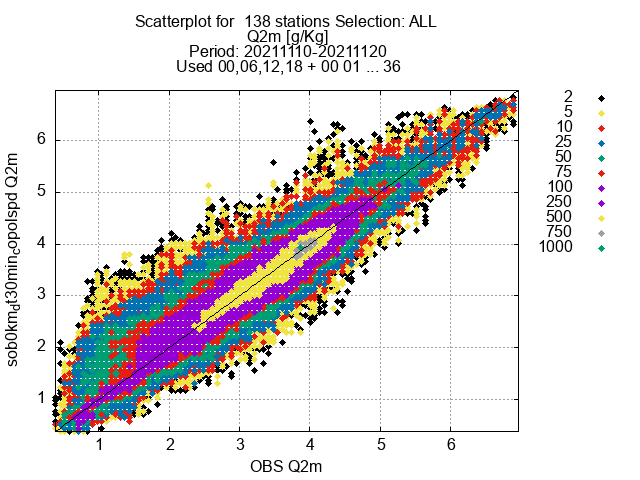 Scatterplot for 138 stations Selection: ALL
Q2m [g/Kg]
Period: 20211110-20211120
Used 00,06,12,18 + 00 01 ... 36
2
5
10
25
50
75
100
250
500
750
1000
sob0km_dt30min_copolspd Q2m
6
5
4
3
2
1
1 2 3 4 5 6
OBS Q2m